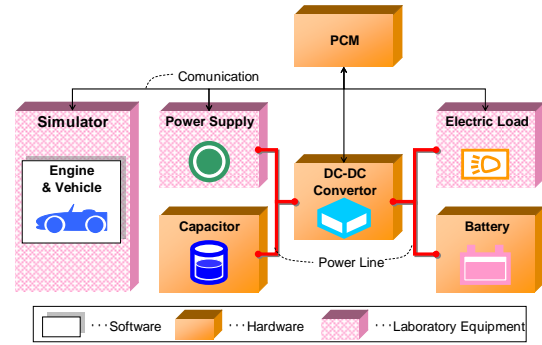 PCM
Comunication
Simulator
Engine
& Vehicle
Power Supply
Electric Load
DC-DC
Convertor
Capacitor
Battery
Power Line
···Software
···Hardware
···Laboratory Equipment